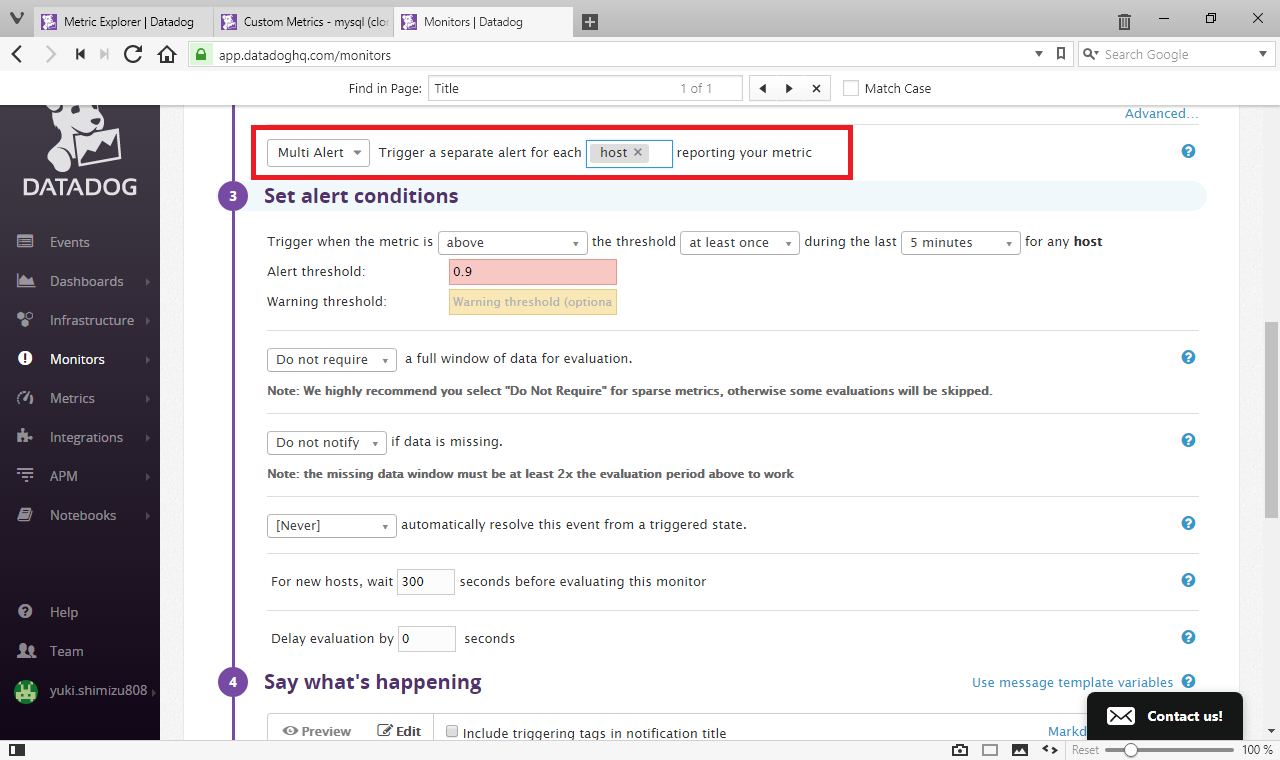 Metric Explorer | Datadog
Custom Metrics - mysql (clo
Monitors | Datadog
app.datadoghq.com/monitors
Search Google
Find in Page:
Title
1 of 1
Match Case
DATADOG
Events
Dashboards
Infrastructure
Monitors
Metrics
Integrations
APM
Notebooks
Help
Team
yuki.shimizu808
Advanced...
Multi Alert Trigger a separate alert for each host × reporting your metric
3 Set alert conditions
Trigger when the metric is above the threshold at least once during the last 5 minutes for any host
Alert threshold: 0.9
Warning threshold: Warning threshold (optiona
Do not require a full window of data for evaluation.
Note: We highly recommend you select "Do Not Require" for sparse metrics, otherwise some evaluations will be skipped.
Do not notify if data is missing.
Note: the missing data window must be at least 2x the evaluation period above to work
[Never] automatically resolve this event from a triggered state.
For new hosts, wait 300 seconds before evaluating this monitor
Delay evaluation by 0 seconds
4 Say what's happening
Use message template variables
Preview Edit Include triggering tags in notification title
Markd
Contact us!
Reset
100 %